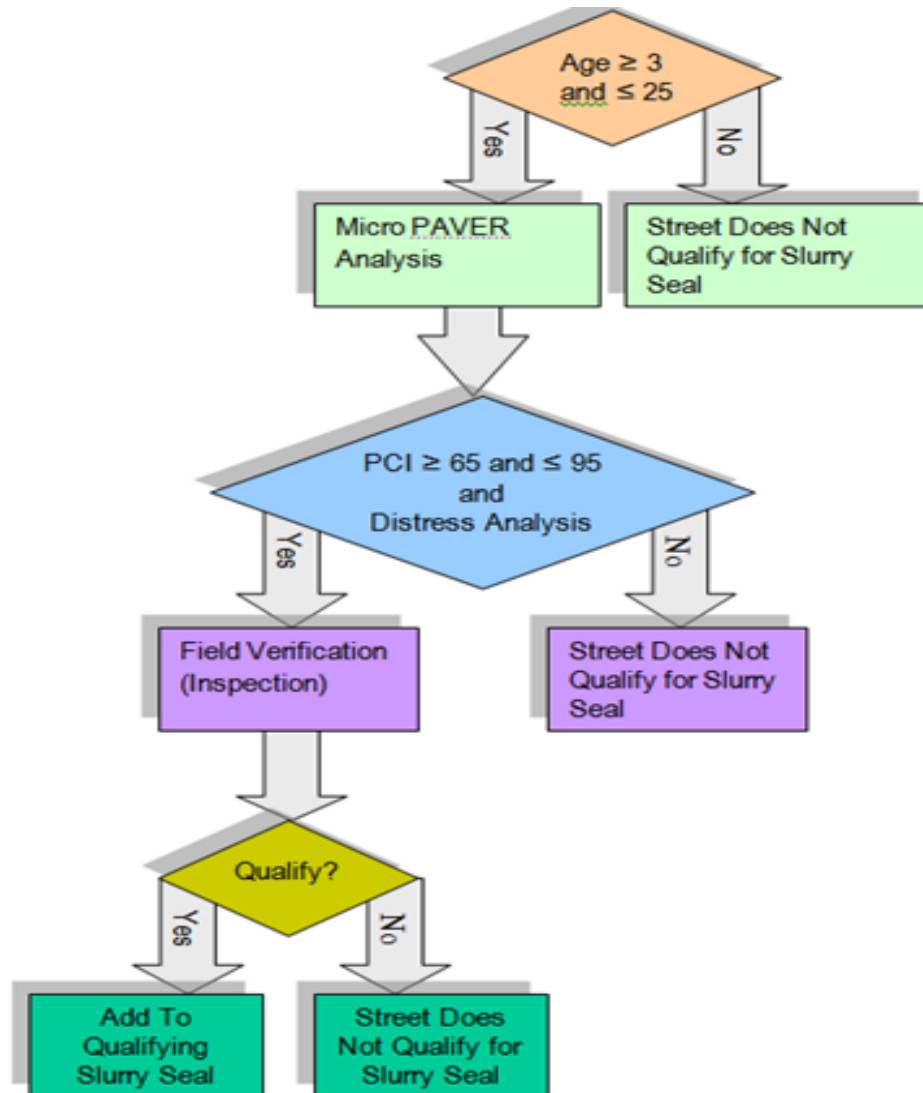 Age ≥ 3
and ≤ 25
Yes
No
Micro PAVER
Analysis
Street Does Not
Qualify for Slurry
Seal
PCI ≥ 65 and ≤ 95
and
Distress Analysis
Yes
No
Field Verification
(Inspection)
Street Does Not
Qualify for Slurry
Seal
Qualify?
Yes
No
Add To
Qualifying
Slurry Seal
Street Does
Not Qualify for
Slurry Seal